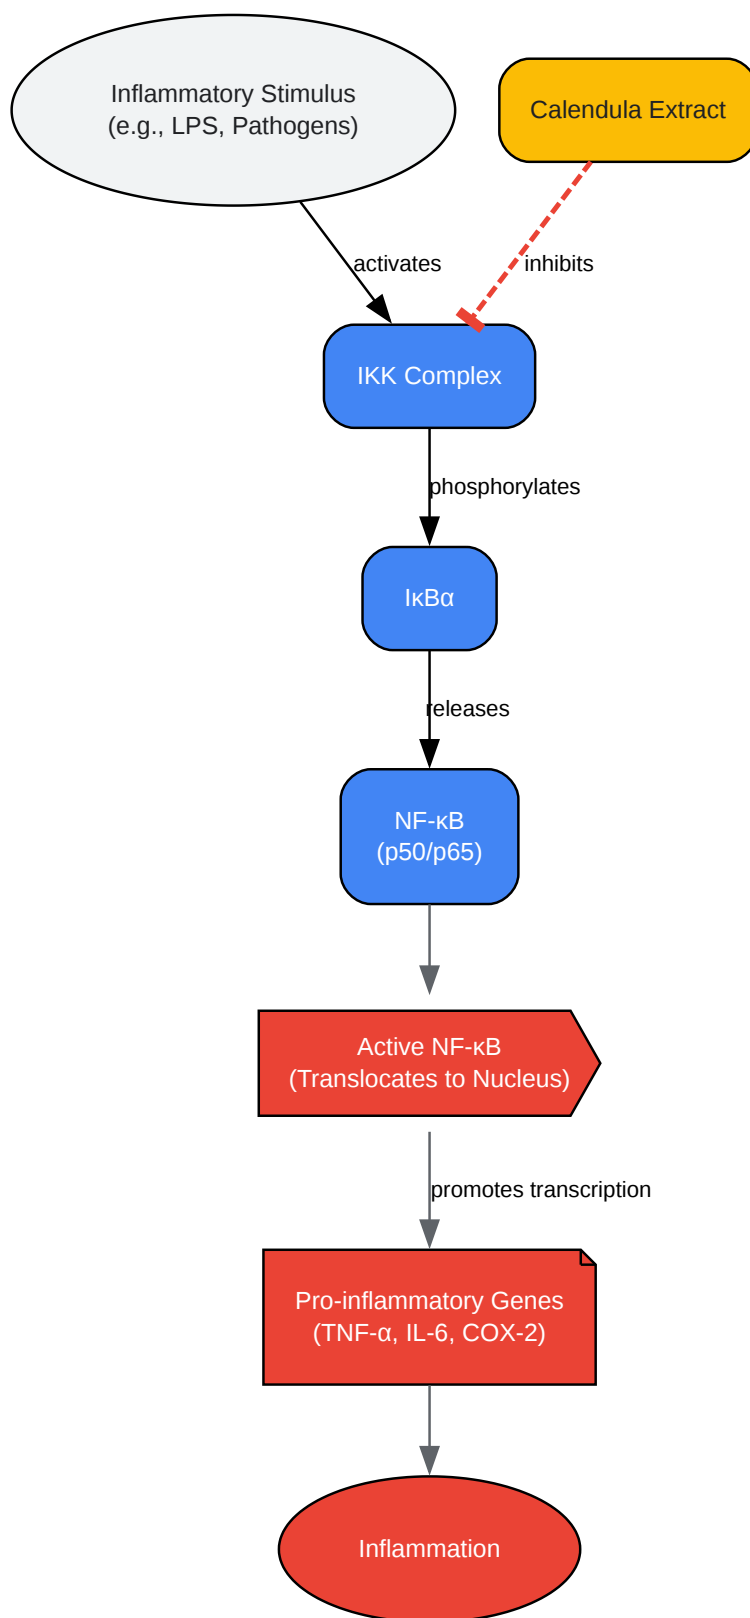 Inflammatory Stimulus
(e.g., LPS, Pathogens)
Calendula Extract
activates
inhibits
IKK Complex
phosphorylates
IκBα
releases
NF-κB
(p50/p65)
Active NF-κB
(Translocates to Nucleus)
promotes transcription
Pro-inflammatory Genes
(TNF-α, IL-6, COX-2)
Inflammation